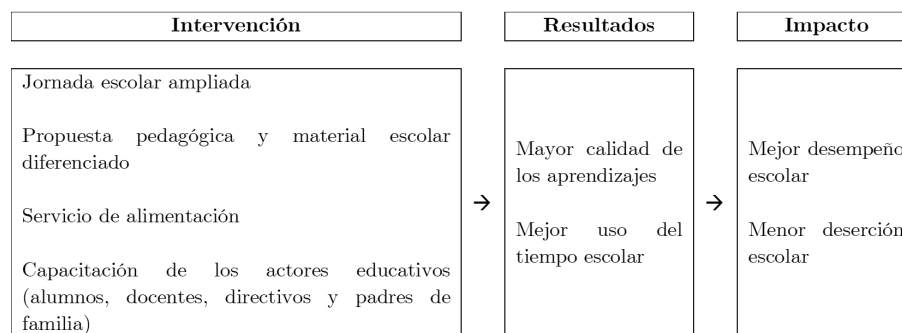 Intervención
Resultados
Impacto
Jornada escolar ampliada
Propuesta pedagógica y material escolar
diferenciado
Servicio de alimentación
Capacitación de los actores educativos
(alumnos, docentes, directivos y padres de
familia)
→
Mayor calidad de
los aprendizajes
Mejor uso del
tiempo escolar
→
Mejor desempeño
escolar
Menor deserción
escolar